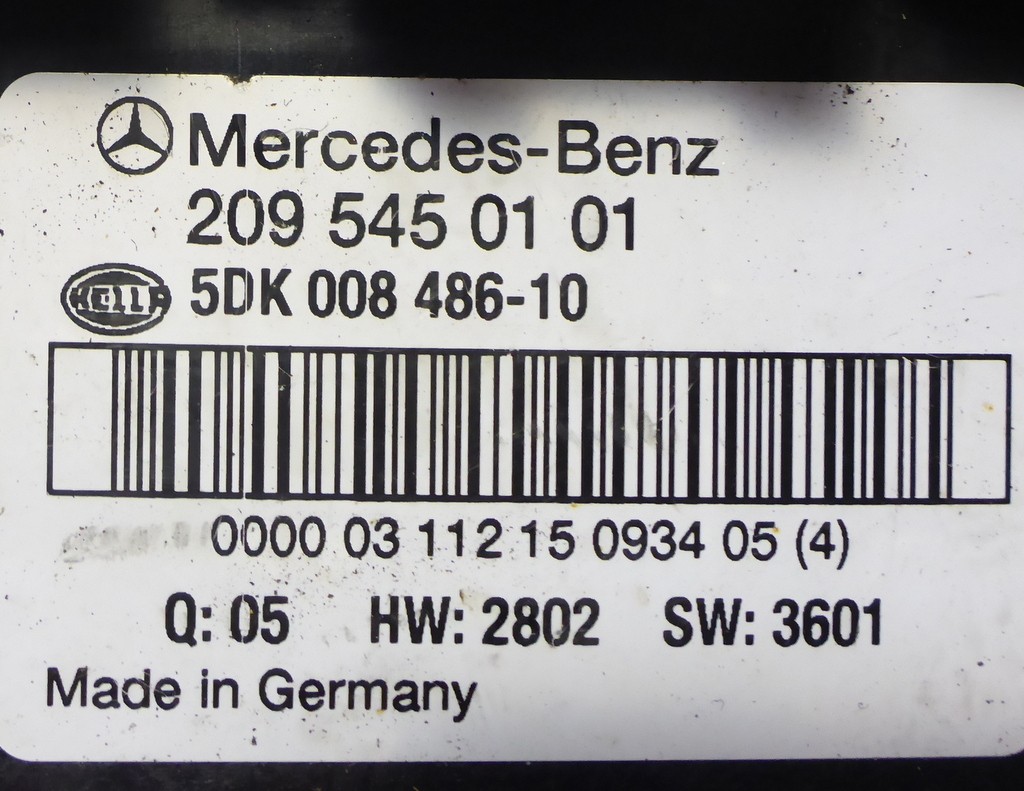 Mercedes-Benz
209 545 01 01
HELLA 5DK 008 486-10
0000 03 112 15 0934 05 (4)
Q: 05 HW: 2802 SW: 3601
Made in Germany